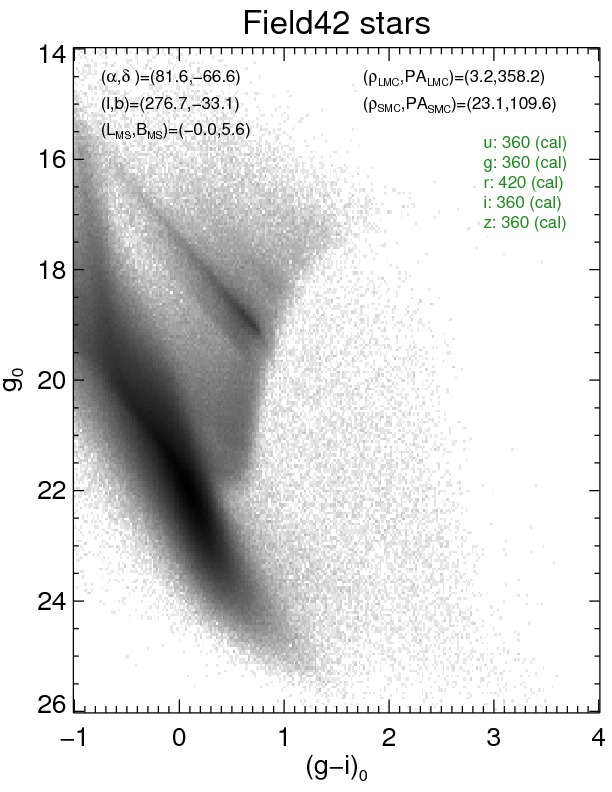 Field42 stars
(α,δ )=(81.6,−66.6)
(ρLMC,PALMC)=(3.2,358.2)
(l,b)=(276.7,−33.1)
(ρSMC,PASMC)=(23.1,109.6)
(LMS,BMS)=(−0.0,5.6)
u: 360 (cal)
g: 360 (cal)
r: 420 (cal)
i: 360 (cal)
z: 360 (cal)
14
16
18
20
22
24
26
g0
−1 0 1 2 3 4
(g−i)0